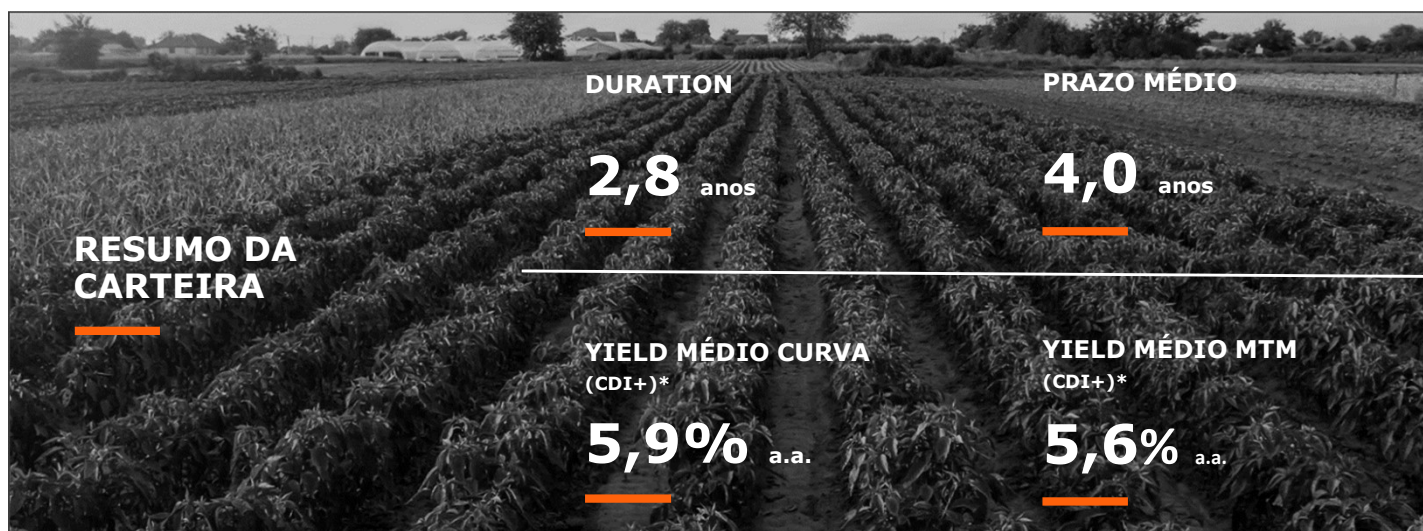 RESUMO DA
CARTEIRA
DURATION
2,8 anos
PRAZO MÉDIO
4,0 anos
YIELD MÉDIO CURVA
(CDI+)*
5,9% a.a.
YIELD MÉDIO MTM
(CDI+)*
5,6% a.a.